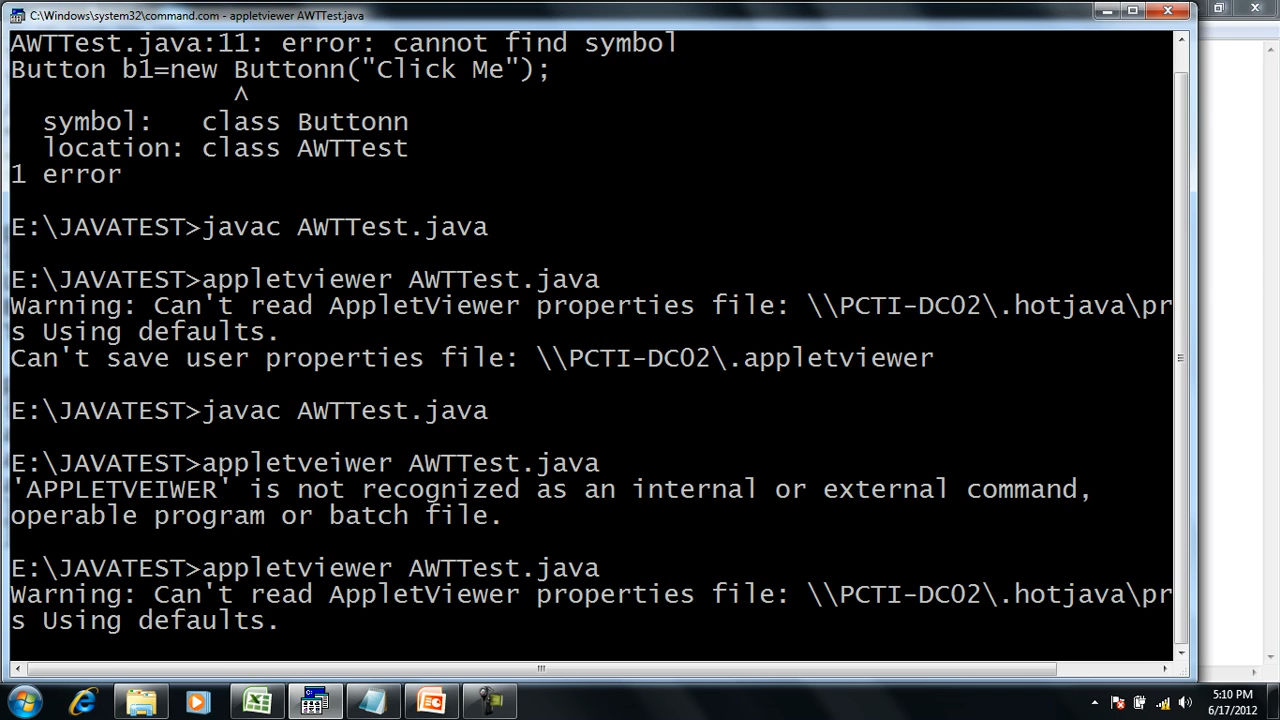 C:\Windows\system32\command.com - appletviewer AWTTest.java
AWTTest.java:11: error: cannot find symbol
Button b1=new Buttonn("Click Me");
^
symbol:   class Buttonn
location: class AWTTest
1 error
E:\JAVATEST>javac AWTTest.java
E:\JAVATEST>appletviewer AWTTest.java
Warning: Can't read AppletViewer properties file: \\PCTI-DC02\.hotjava\pr
s Using defaults.
Can't save user properties file: \\PCTI-DC02\.appletviewer
E:\JAVATEST>javac AWTTest.java
E:\JAVATEST>appletveiwer AWTTest.java
'APPLETVEIWER' is not recognized as an internal or external command,
operable program or batch file.
E:\JAVATEST>appletviewer AWTTest.java
Warning: Can't read AppletViewer properties file: \\PCTI-DC02\.hotjava\pr
s Using defaults.
5:10 PM
6/17/2012